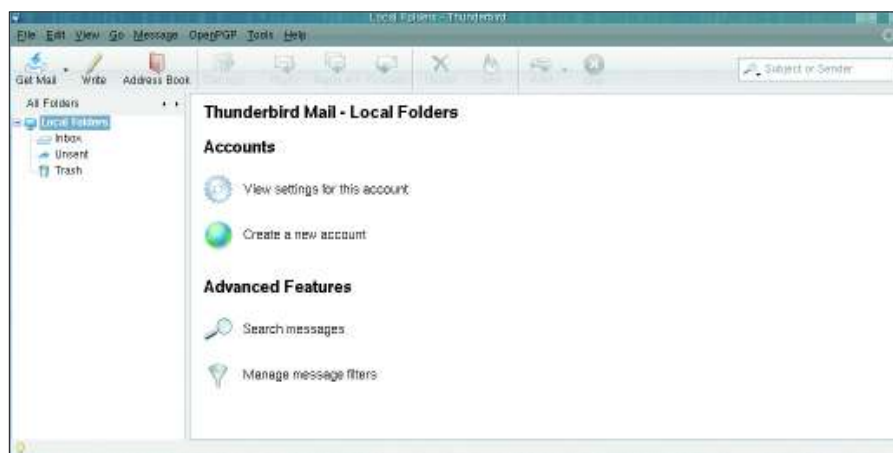 Local Folders - Thunderbird
File Edit View Go Message OpenPGP Tools Help
Get Mail Write Address Book
Subject or Sender
All Folders
Local Folders
Inbox
Unsent
Trash
Thunderbird Mail - Local Folders
Accounts
View settings for this account
Create a new account
Advanced Features
Search messages
Manage message filters